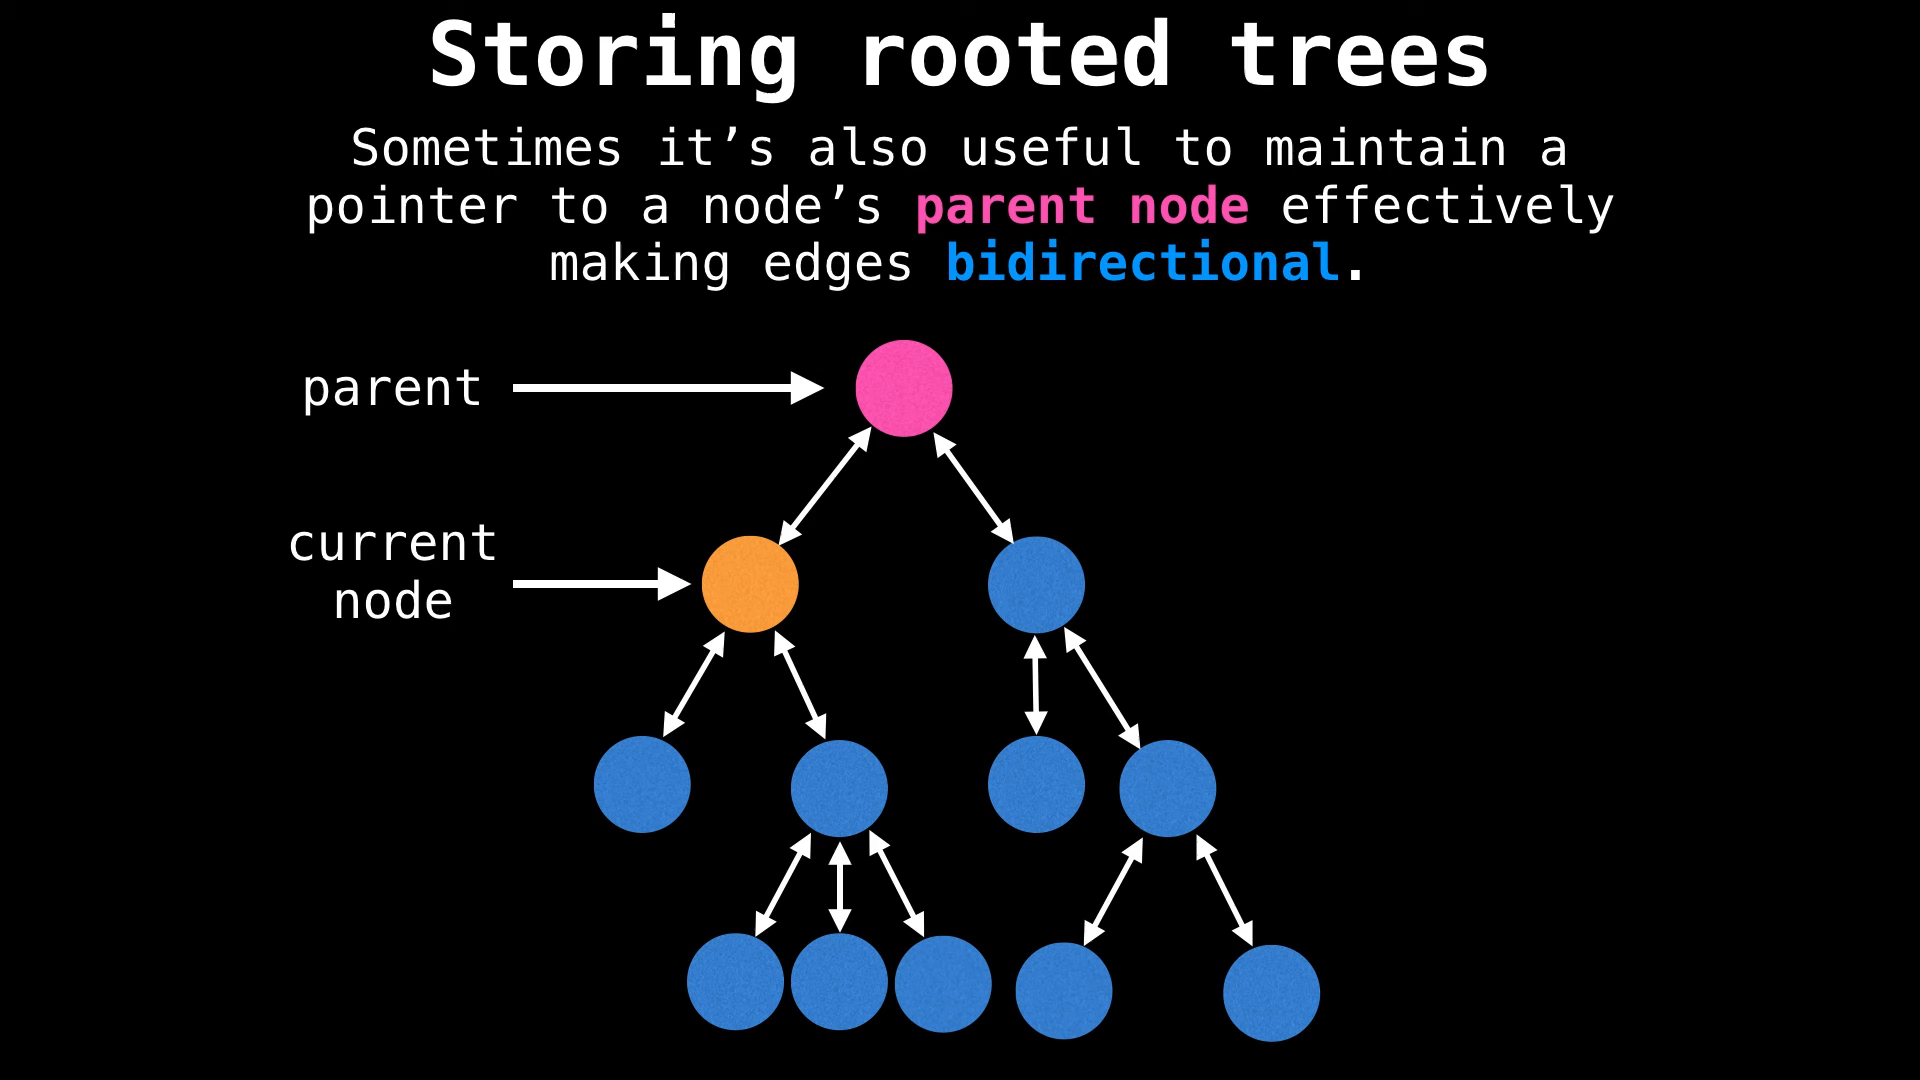 Storing rooted trees
Sometimes it’s also useful to maintain a
pointer to a node’s parent node effectively
making edges bidirectional.
parent
current
node